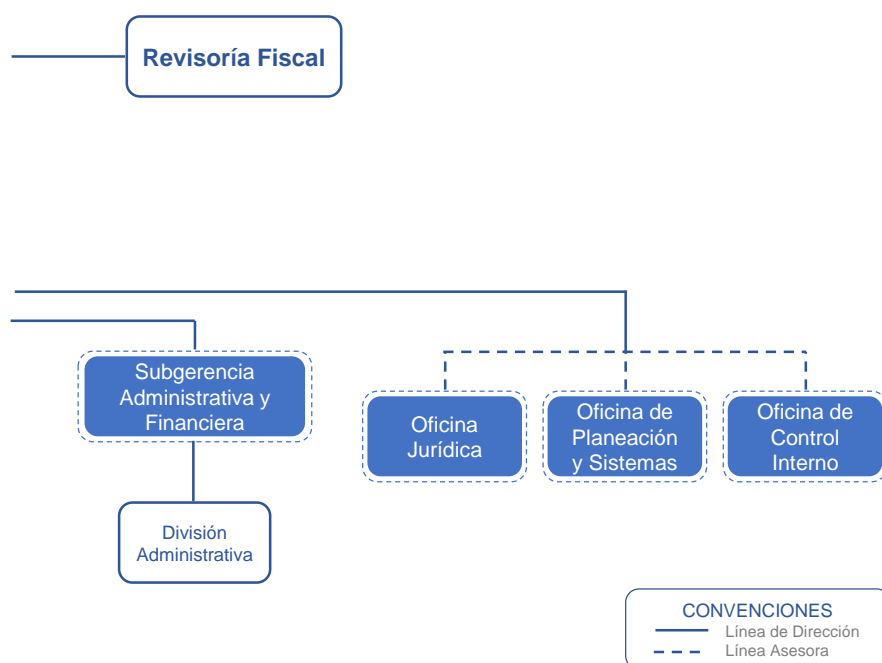 Revisoría Fiscal
Subgerencia
Administrativa y
Financiera
Oficina
Jurídica
Oficina de
Planeación
y Sistemas
Oficina de
Control
Interno
División
Administrativa
CONVENCIONES
Línea de Dirección
Línea Asesora